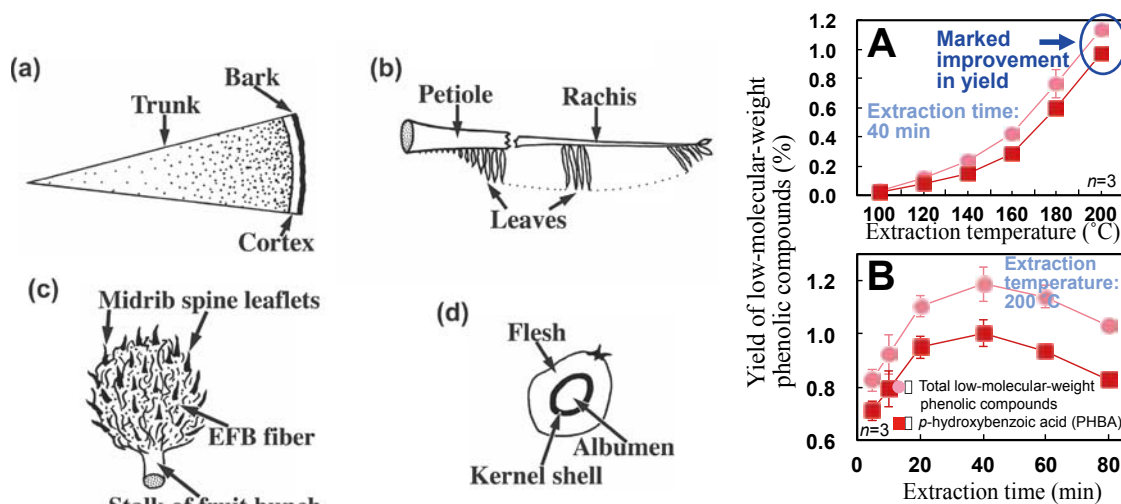 (a)
Bark
Trunk
Cortex
(b)
Petiole
Rachis
Leaves
(c)
Midrib spine leaflets
EFB fiber
Stalk of fruit bunch
(d)
Flesh
Albumen
Kernel shell
Yield of low-molecular-weight
phenolic compounds (%)
A
Marked
improvement
in yield
Extraction time:
40 min
n=3
1.2
1.0
0.8
0.6
0.4
0.2
0.0
100 120 140 160 180 200
Extraction temperature (˚C)
B
Extraction
temperature:
200 ˚C
1.2
1.0
0.8
0.6
Total low-molecular-weight
phenolic compounds
n=3
p-hydroxybenzoic acid (PHBA)
0 20 40 60 80
Extraction time (min)